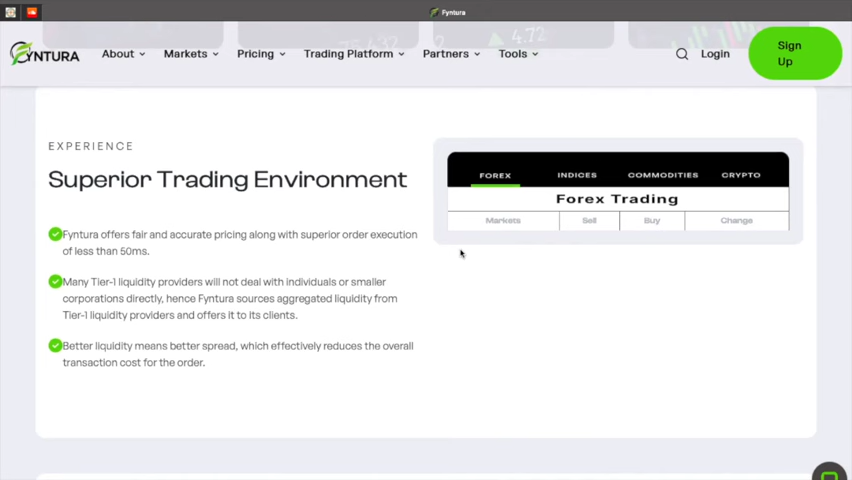 Fyntura
FYNTURA
About
Markets
Pricing
Trading Platform
Partners
Tools
Login
Sign
Up
4.72
EXPERIENCE
Superior Trading Environment
Fyntura offers fair and accurate pricing along with superior order execution
of less than 50ms.
Many Tier-1 liquidity providers will not deal with individuals or smaller
corporations directly, hence Fyntura sources aggregated liquidity from
Tier-1 liquidity providers and offers it to its clients.
Better liquidity means better spread, which effectively reduces the overall
transaction cost for the order.
FOREX INDICES COMMODITIES CRYPTO
Forex Trading
Markets Sell Buy Change